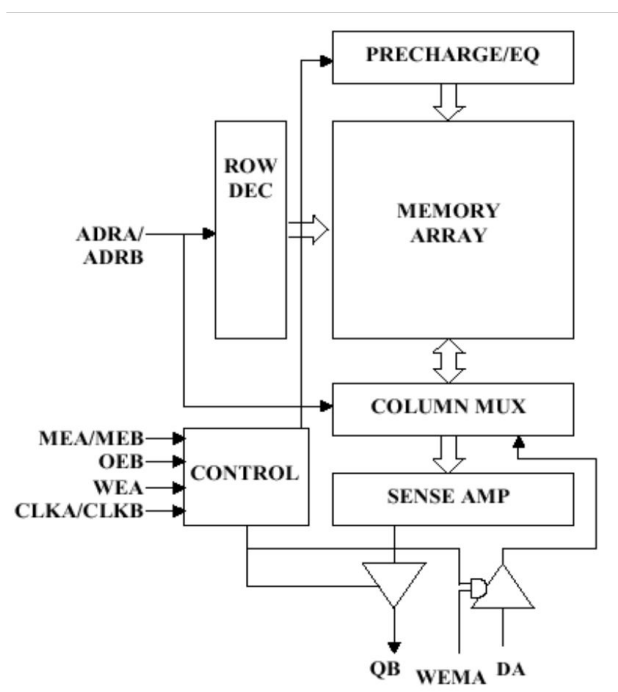 PRECHARGE/EQ
ROW
DEC
MEMORY
ARRAY
ADRA/
ADRB
COLUMN MUX
MEA/MEB
OEB
WEA
CLKA/CLKB
CONTROL
SENSE AMP
QB
WEMA
DA